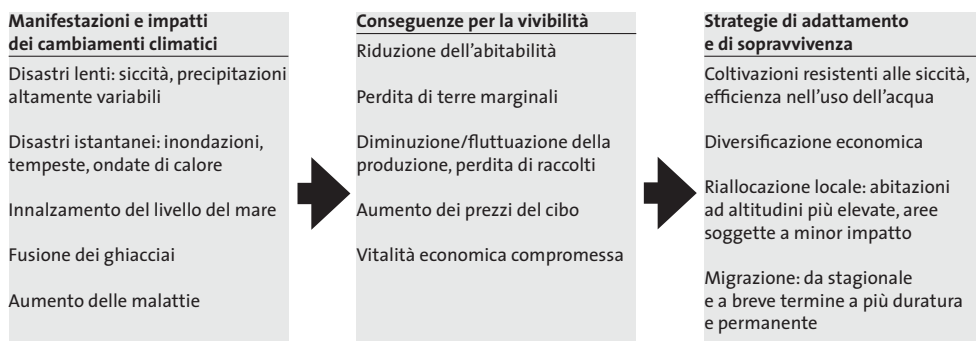 Manifestazioni e impatti
dei cambiamenti climatici
Disastri lenti: siccità, precipitazioni
altamente variabili
Disastri istantanei: inondazioni,
tempeste, ondate di calore
Innalzamento del livello del mare
Fusione dei ghiacciai
Aumento delle malattie
Conseguenze per la vivibilità
Riduzione dell’abitabilità
Perdita di terre marginali
Diminuzione/fluttuazione della
produzione, perdita di raccolti
Aumento dei prezzi del cibo
Vitalità economica compromessa
Strategie di adattamento
e di sopravvivenza
Coltivazioni resistenti alle siccità,
efficienza nell’uso dell’acqua
Diversificazione economica
Riallocazione locale: abitazioni
ad altitudini più elevate, aree
soggette a minor impatto
Migrazione: da stagionale
e a breve termine a più duratura
e permanente